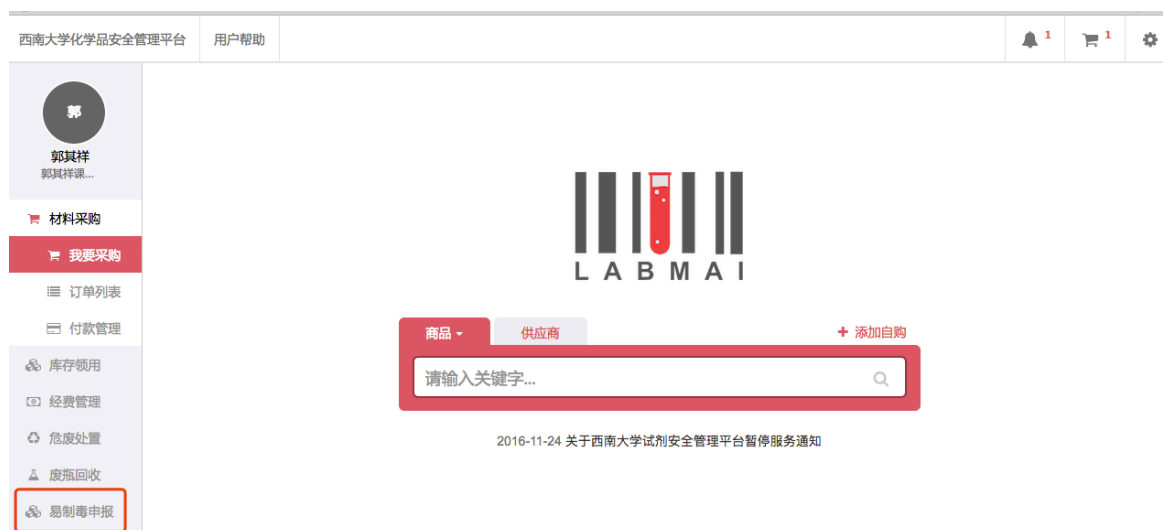 西南大学化学品安全管理平台 用户帮助 1 1
郭
郭其祥
郭其祥课...
材料采购
我要采购
订单列表
付款管理
库存领用
经费管理
危废处置
废瓶回收
易制毒申报
LABMAI
商品 供应商 添加自购
请输入关键字...
2016-11-24 关于西南大学试剂安全管理平台暂停服务通知